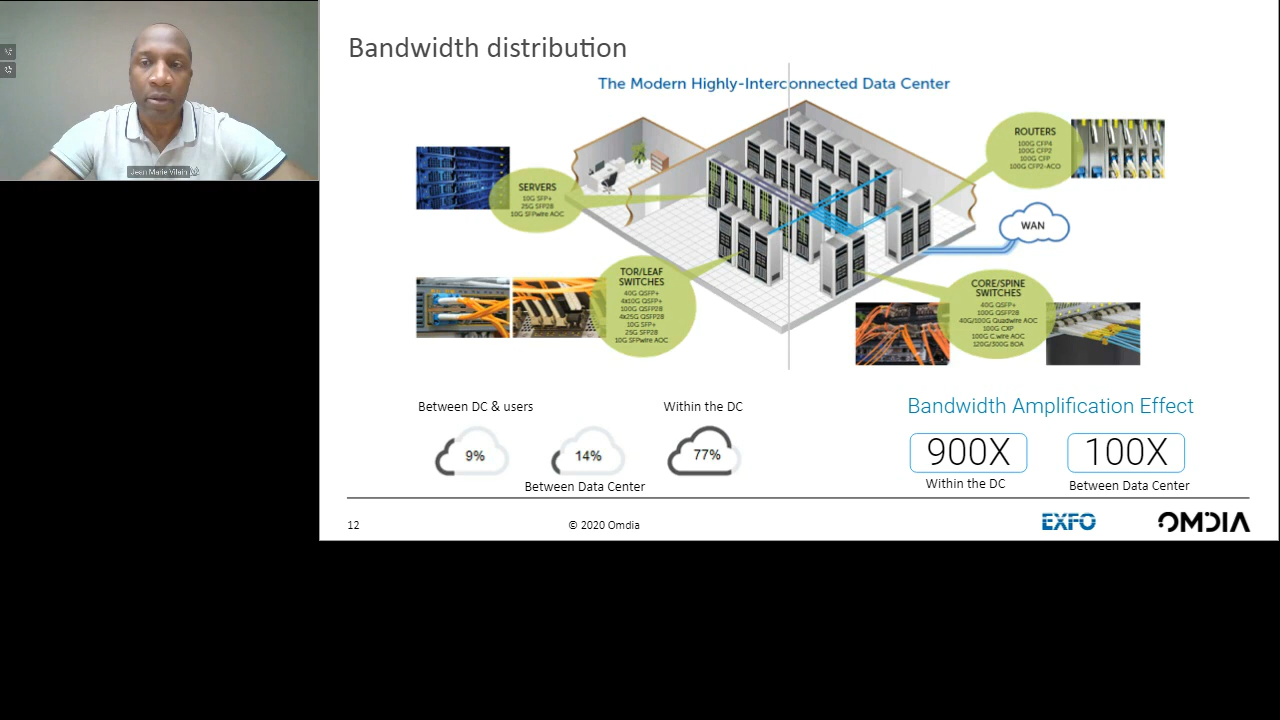 Jean Marie Vilain
Bandwidth distribution
The Modern Highly-Interconnected Data Center
SERVERS
10G SFP+
25G SFP28
10G SFPwire AOC
ROUTERS
100G CFP4
100G CFP2
100G CFP
100G CFP2-ACO
WAN
TOR/LEAF
SWITCHES
40G QSFP+
4x10G QSFP+
100G QSFP28
4x25G QSFP28
10G SFP+
25G SFP28
10G SFPwire AOC
CORE/SPINE
SWITCHES
40G QSFP+
100G QSFP28
40G/100G Quadwire AOC
100G CXP
100G C.wire AOC
120G/300G BOA
Between DC & users
Within the DC
9%
14%
77%
Between Data Center
Bandwidth Amplification Effect
900X
100X
Within the DC
Between Data Center
12
© 2020 Omdia
EXFO
OMDIA